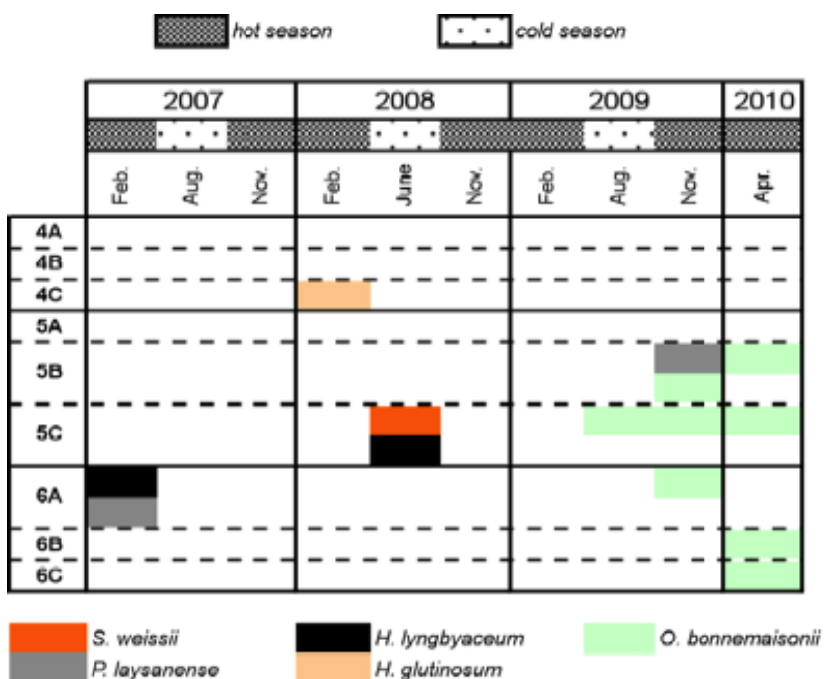 hot season cold season
2007 2008 2009 2010
Feb. Aug. Nov. Feb. June Nov. Feb. Aug. Nov. Apr.
4A
4B
4C
5A
5B
5C
6A
6B
6C
S. weissii H. lyngbyaceum O. bonnemaisonii
P. laysanense H. glutinosum